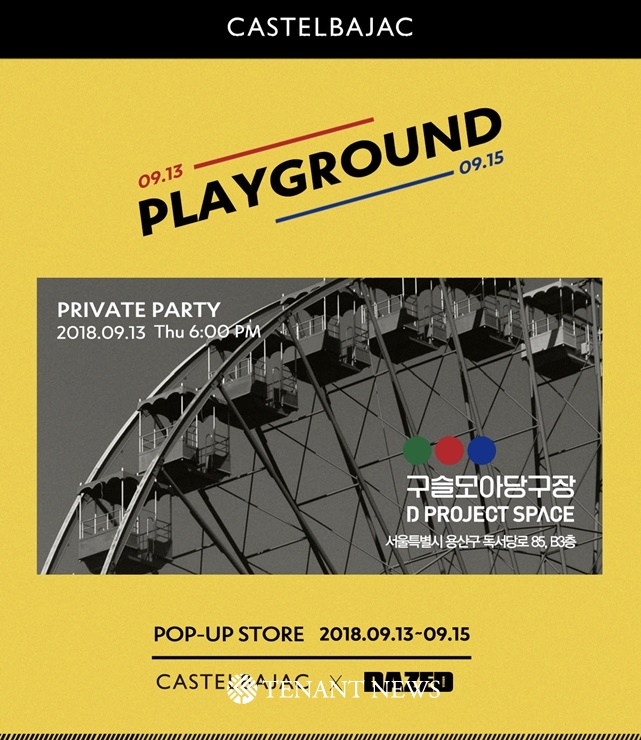 CASTELBAJAC
09.13
PLAYGROUND
09.15
PRIVATE PARTY
2018.09.13 Thu 6:00 PM
구슬모아당구장
D PROJECT SPACE
서울특별시 용산구 독서당로 85, B3층
POP-UP STORE 2018.09.13~09.15
CASTELBAJAC X
TENANT NEWS